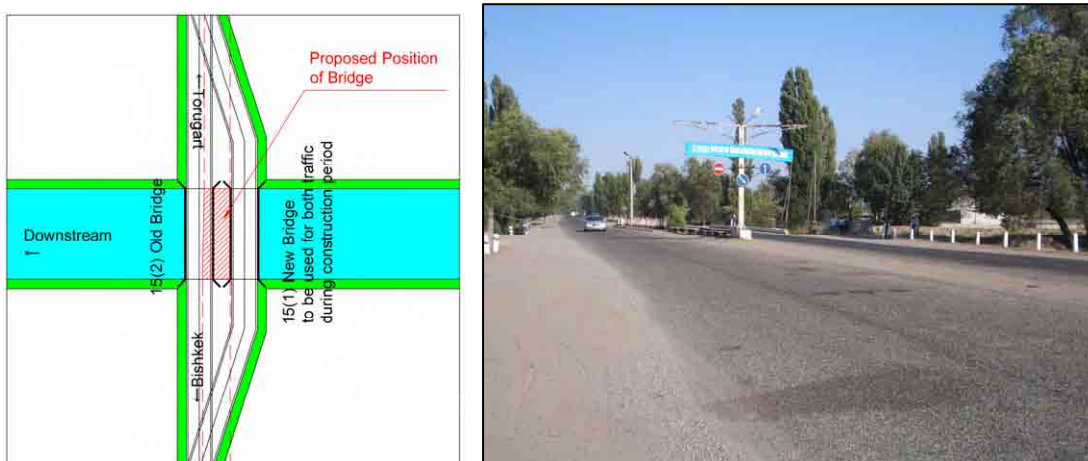 Proposed Position
of Bridge
←Torugart
15(2) Old Bridge
Downstream
15(1) New Bridge
to be used for both traffic
during construction period
←Bishkek